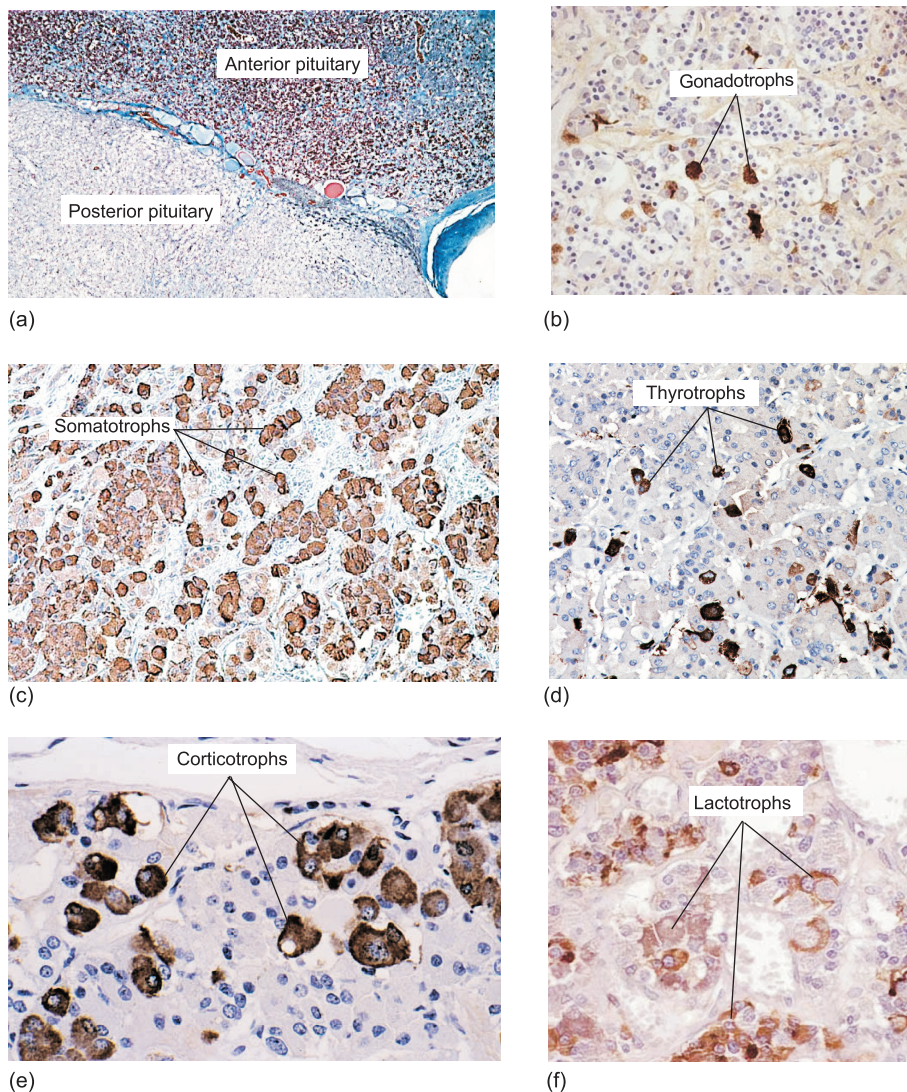 Anterior pituitary
Posterior pituitary
(a)
Gonadotrophs
(b)
Somatotrophs
(c)
Thyrotrophs
(d)
Corticotrophs
(e)
Lactotrophs
(f)